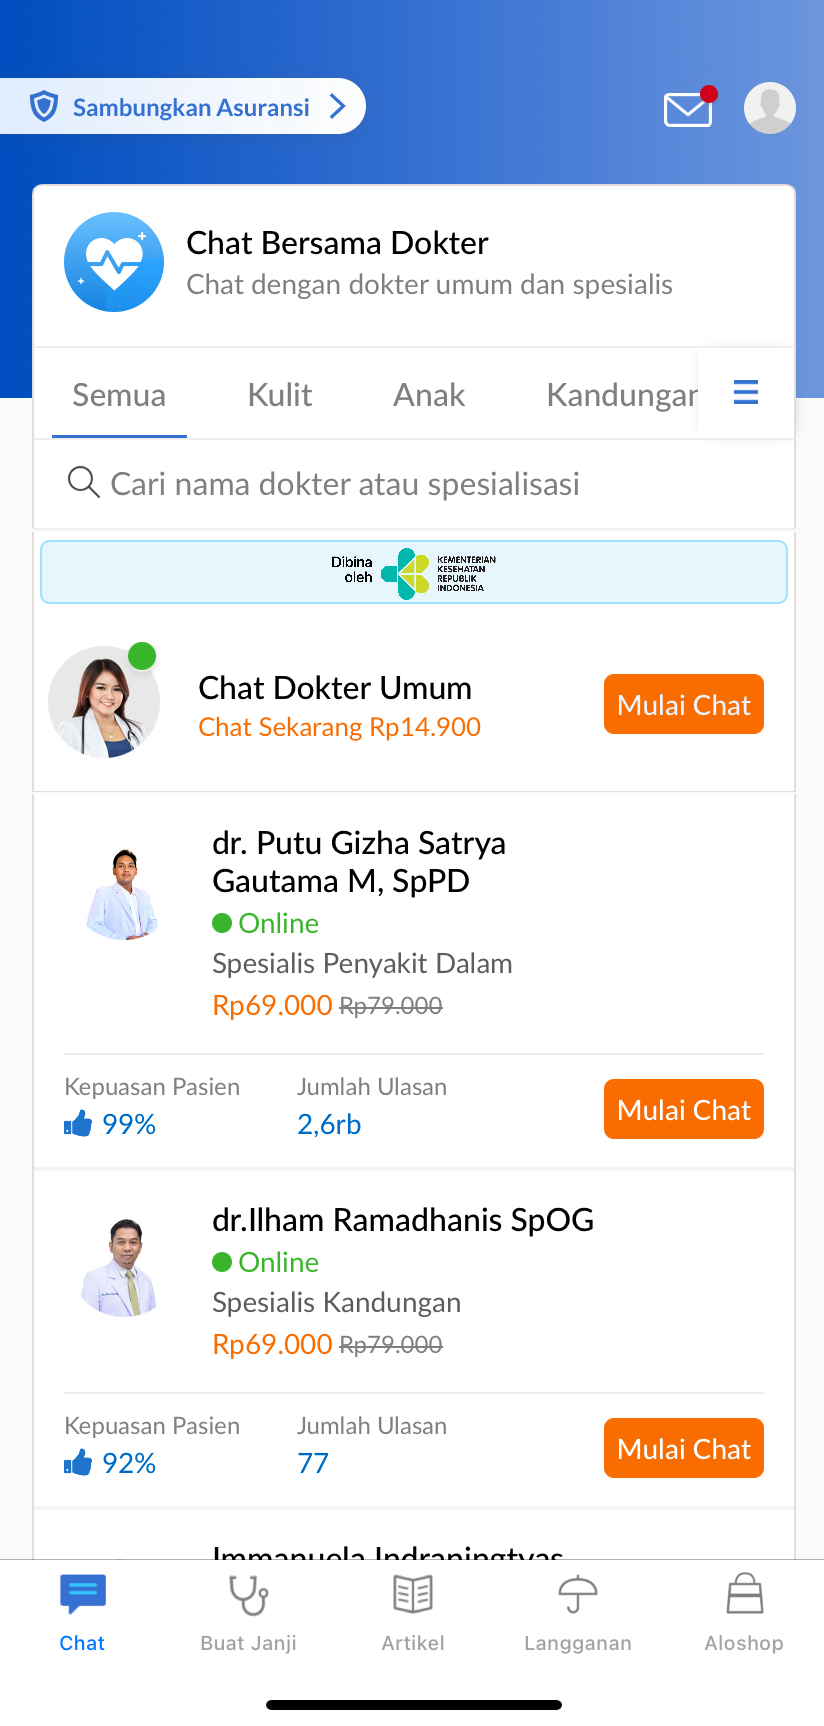 Sambungkan Asuransi
Chat Bersama Dokter
Chat dengan dokter umum dan spesialis
Semua Kulit Anak Kandungan
Cari nama dokter atau spesialisasi
Dibina oleh
KEMENTERIAN
KESEHATAN
REPUBLIK
INDONESIA
Chat Dokter Umum
Chat Sekarang Rp14.900
Mulai Chat
dr. Putu Gizha Satrya
Gautama M, SpPD
Online
Spesialis Penyakit Dalam
Rp69.000 Rp79.000
Kepuasan Pasien Jumlah Ulasan
99% 2,6rb
Mulai Chat
dr.Ilham Ramadhanis SpOG
Online
Spesialis Kandungan
Rp69.000 Rp79.000
Kepuasan Pasien Jumlah Ulasan
92% 77
Mulai Chat
Immanuela Indraningtyas
Chat Buat Janji Artikel Langganan Aloshop